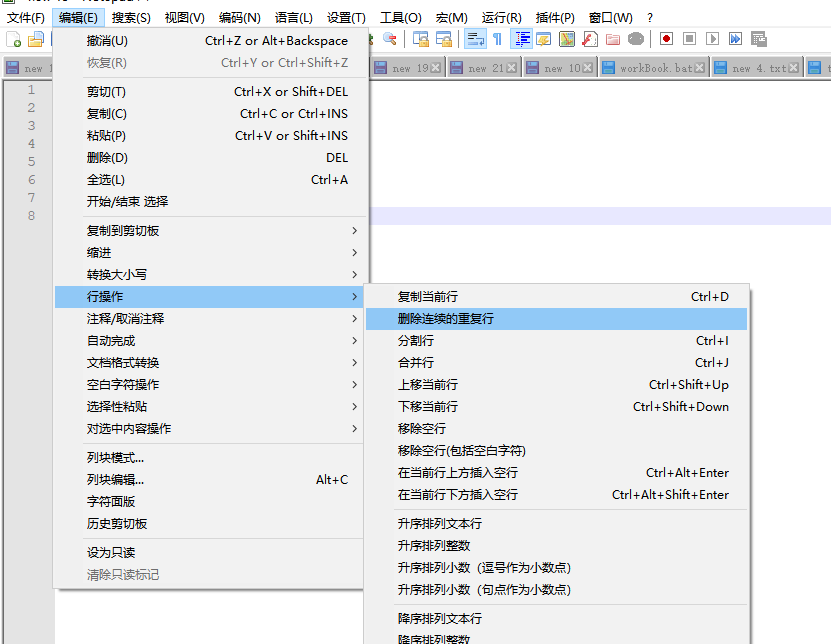 文件(F) 编辑(E) 搜索(S) 视图(V) 编码(N) 语言(L) 设置(T) 工具(O) 宏(M) 运行(R) 插件(P) 窗口(W) ?
new 19 new 21 new 10 workBook.bat new 4.txt
1
2
3
4
5
6
7
8
撤消(U) Ctrl+Z or Alt+Backspace
恢复(R) Ctrl+Y or Ctrl+Shift+Z
剪切(T) Ctrl+X or Shift+DEL
复制(C) Ctrl+C or Ctrl+INS
粘贴(P) Ctrl+V or Shift+INS
删除(D) DEL
全选(L) Ctrl+A
开始/结束 选择
复制到剪切板
缩进
转换大小写
行操作
注释/取消注释
自动完成
文档格式转换
空白字符操作
选择性粘贴
对选中内容操作
列块模式...
列块编辑... Alt+C
字符面版
历史剪切板
设为只读
清除只读标记
复制当前行 Ctrl+D
删除连续的重复行
分割行 Ctrl+I
合并行 Ctrl+J
上移当前行 Ctrl+Shift+Up
下移当前行 Ctrl+Shift+Down
移除空行
移除空行(包括空白字符)
在当前行上方插入空行 Ctrl+Alt+Enter
在当前行下方插入空行 Ctrl+Alt+Shift+Enter
升序排列文本行
升序排列整数
升序排列小数（逗号作为小数点）
升序排列小数（句点作为小数点）
降序排列文本行
降序排列整数